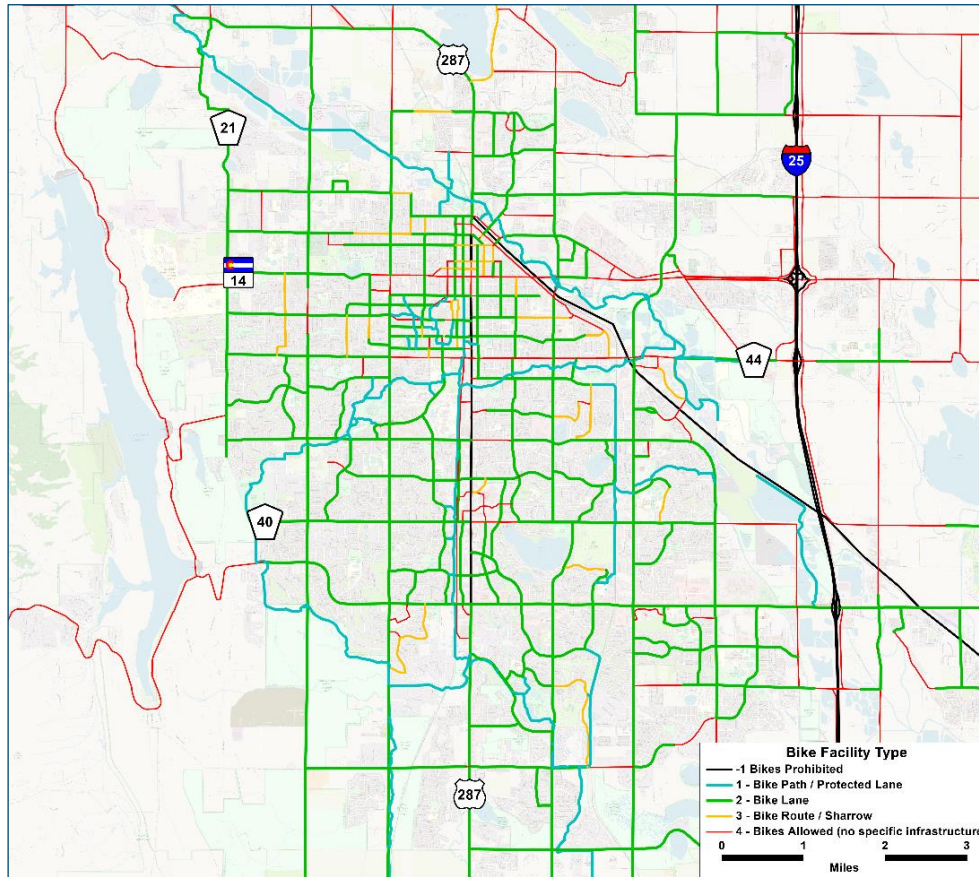 287
21
25
14
44
40
287
Bike Facility Type
-1 Bikes Prohibited
1 - Bike Path / Protected Lane
2 - Bike Lane
3 - Bike Route / Sharrow
4 - Bikes Allowed (no specific infrastructure
0 1 2 3
Miles